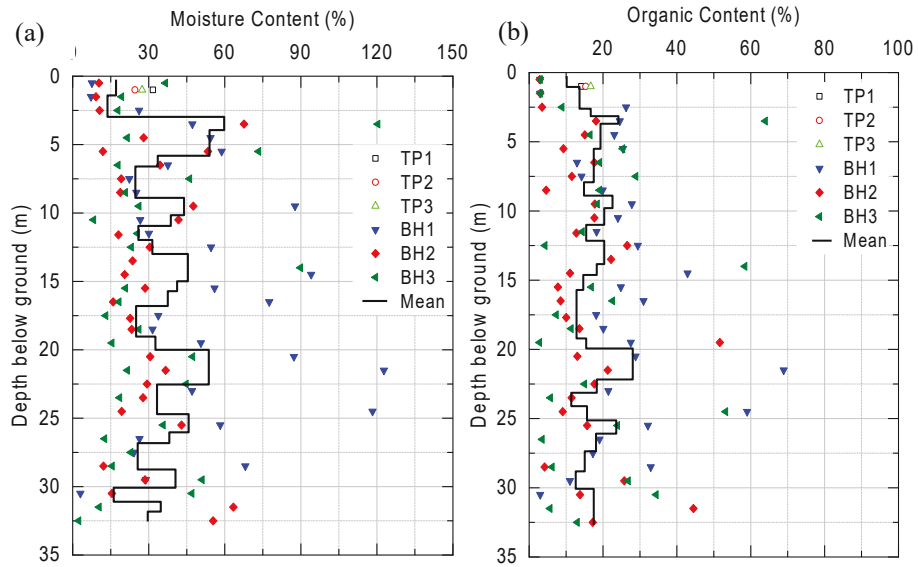 (a)
Moisture Content (%)
0 30 60 90 120 150
0
5
10
15
20
25
30
35
Depth below ground (m)
TP1
TP2
TP3
BH1
BH2
BH3
Mean
(b)
Organic Content (%)
0 20 40 60 80 100
0
5
10
15
20
25
30
35
Depth below ground (m)
TP1
TP2
TP3
BH1
BH2
BH3
Mean